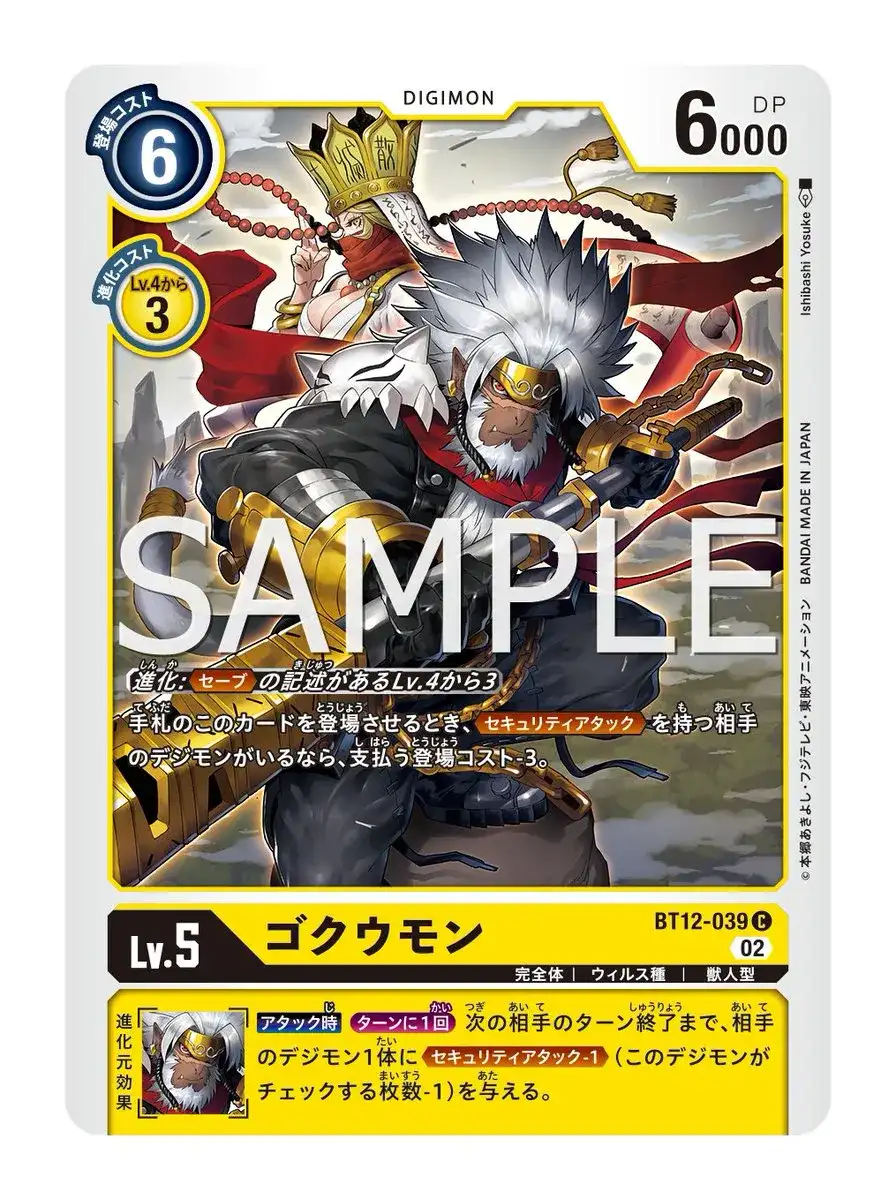 DIGIMON
登場コスト
6
6000
DP
進化コスト
Lv.4から
3
Ishibashi Yosuke
散
SAMPLE
進化:セーブの記述があるLv.4から3
手札のこのカードを登場させるとき、セキュリティアタックを持つ相手
のデジモンがいるなら、支払う登場コスト-3。
©本郷あきよし・フジテレビ・東映アニメーション BANDAI MADE IN JAPAN
Lv.5
ゴクウモン
BT12-039 C
02
完全体 | ウィルス種 | 獣人型
進化元効果
アタック時 ターンに1回 次の相手のターン終了まで、相手
のデジモン1体にセキュリティアタック-1(このデジモンが
チェックする枚数-1)を与える。